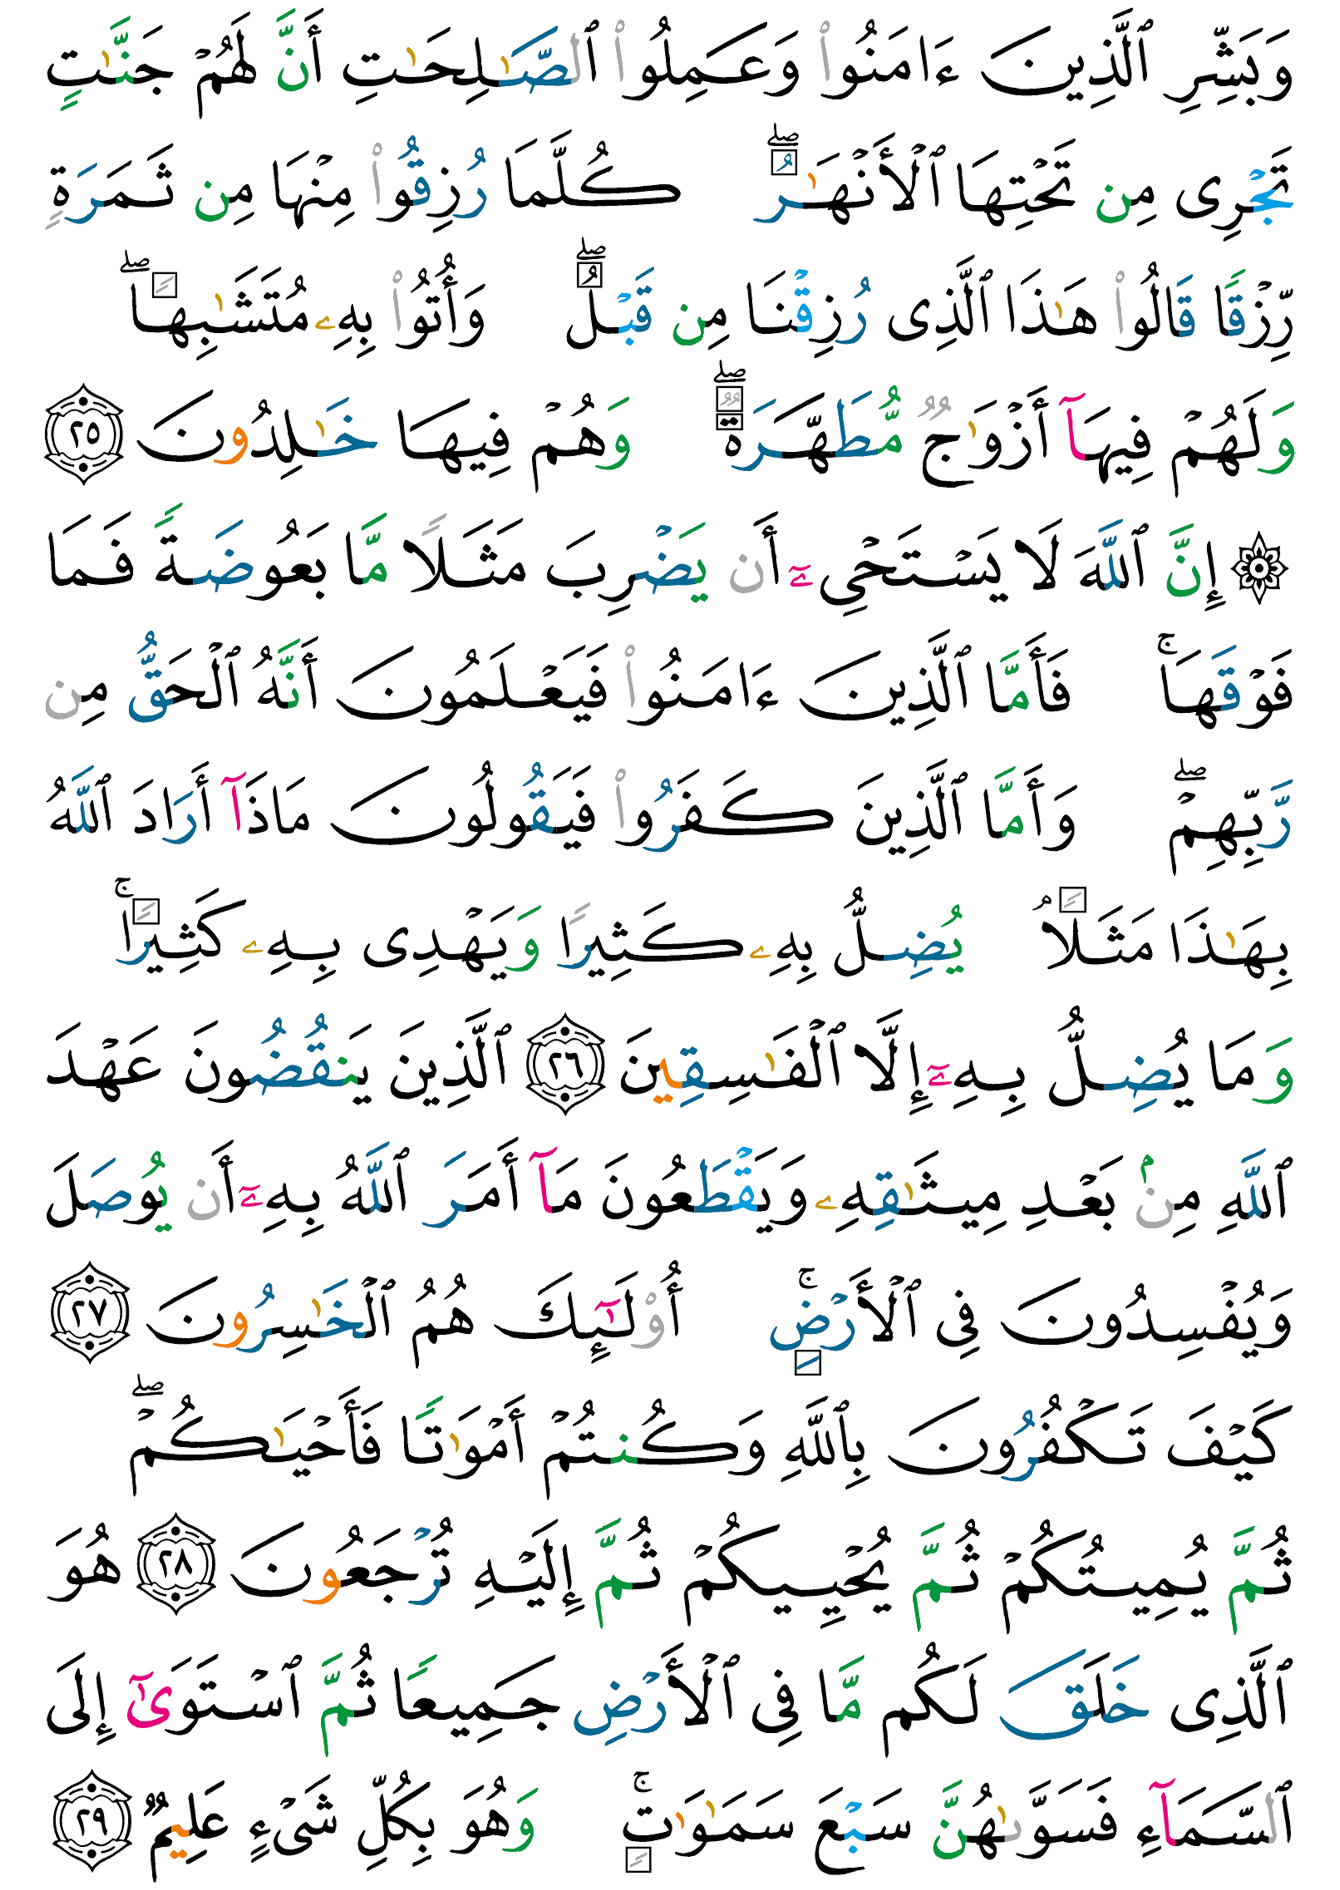 وَبَشِّرِ ٱلَّذِينَ ءَامَنُوا۟ وَعَمِلُوا۟ ٱلصَّـٰلِحَـٰتِ أَنَّ لَهُمْ جَنَّـٰتٍ
تَجْرِى مِن تَحْتِهَا ٱلْأَنْهَـٰرُ ۖ كُلَّمَا رُزِقُوا۟ مِنْهَا مِن ثَمَرَةٍ
رِّزْقًا قَالُوا۟ هَـٰذَا ٱلَّذِى رُزِقْنَا مِن قَبْلُ ۖ وَأُتُوا۟ بِهِۦ مُتَشَـٰبِهًا ۖ
وَلَهُمْ فِيهَآ أَزْوَٰجٌ مُّطَهَّرَةٌ ۖ وَهُمْ فِيهَا خَـٰلِدُونَ ٢٥
۞ إِنَّ ٱللَّهَ لَا يَسْتَحْىِۦٓ أَن يَضْرِبَ مَثَلًا مَّا بَعُوضَةً فَمَا
فَوْقَهَا ۚ فَأَمَّا ٱلَّذِينَ ءَامَنُوا۟ فَيَعْلَمُونَ أَنَّهُ ٱلْحَقُّ مِن
رَّبِّهِمْ ۖ وَأَمَّا ٱلَّذِينَ كَفَرُوا۟ فَيَقُولُونَ مَاذَآ أَرَادَ ٱللَّهُ
بِهَـٰذَا مَثَلًا ۘ يُضِلُّ بِهِۦ كَثِيرًا وَيَهْدِى بِهِۦ كَثِيرًا ۚ
وَمَا يُضِلُّ بِهِۦٓ إِلَّا ٱلْفَـٰسِقِينَ ٢٦ ٱلَّذِينَ يَنقُضُونَ عَهْدَ
ٱللَّهِ مِنۢ بَعْدِ مِيثَـٰقِهِۦ وَيَقْطَعُونَ مَآ أَمَرَ ٱللَّهُ بِهِۦٓ أَن يُوصَلَ
وَيُفْسِدُونَ فِى ٱلْأَرْضِ ۚ أُو۟لَـٰٓئِكَ هُمُ ٱلْخَـٰسِرُونَ ٢٧
كَيْفَ تَكْفُرُونَ بِٱللَّهِ وَكُنتُمْ أَمْوَٰتًا فَأَحْيَـٰكُمْ ۖ
ثُمَّ يُمِيتُكُمْ ثُمَّ يُحْيِيكُمْ ثُمَّ إِلَيْهِ تُرْجَعُونَ ٢٨ هُوَ
ٱلَّذِى خَلَقَ لَكُم مَّا فِى ٱلْأَرْضِ جَمِيعًا ثُمَّ ٱسْتَوَىٰٓ إِلَى
ٱلسَّمَآءِ فَسَوَّىٰهُنَّ سَبْعَ سَمَـٰوَٰتٍ ۚ وَهُوَ بِكُلِّ شَىْءٍ عَلِيمٌ ٢٩